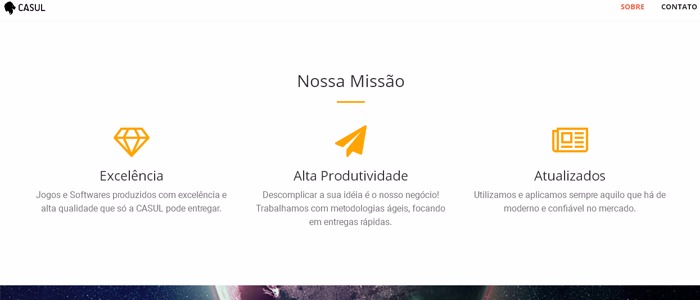 CASUL
SOBRE CONTATO
Nossa Missão
Excelência
Jogos e Softwares produzidos com excelência e
alta qualidade que só a CASUL pode entregar.
Alta Produtividade
Descomplicar a sua idéia é o nosso negócio!
Trabalhamos com metodologias ágeis, focando
em entregas rápidas.
Atualizados
Utilizamos e aplicamos sempre aquilo que há de
moderno e confiável no mercado.